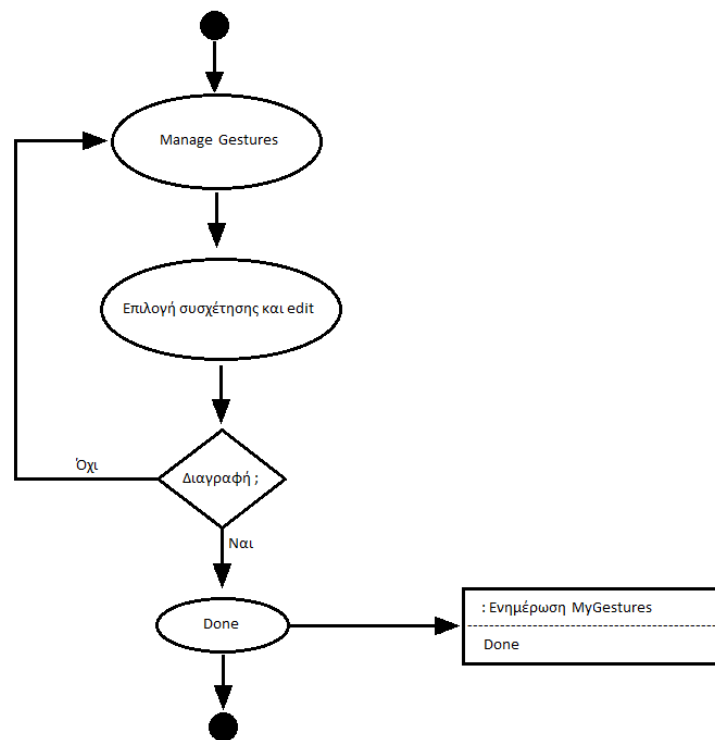 Manage Gestures
Επιλογή συσχέτησης και edit
Όχι
Διαγραφή ;
Ναι
Done
: Ενημέρωση MyGestures
Done